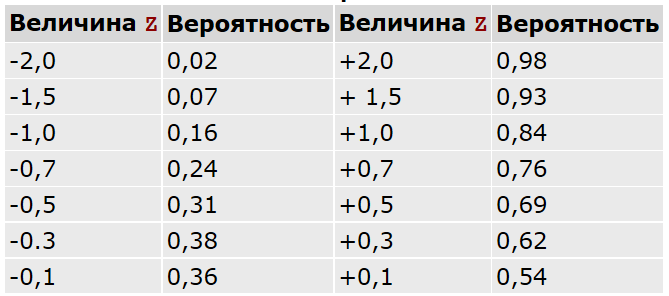 Величина Z Вероятность Величина Z Вероятность
-2,0 0,02 +2,0 0,98
-1,5 0,07 + 1,5 0,93
-1,0 0,16 +1,0 0,84
-0,7 0,24 +0,7 0,76
-0,5 0,31 +0,5 0,69
-0.3 0,38 +0,3 0,62
-0,1 0,36 +0,1 0,54